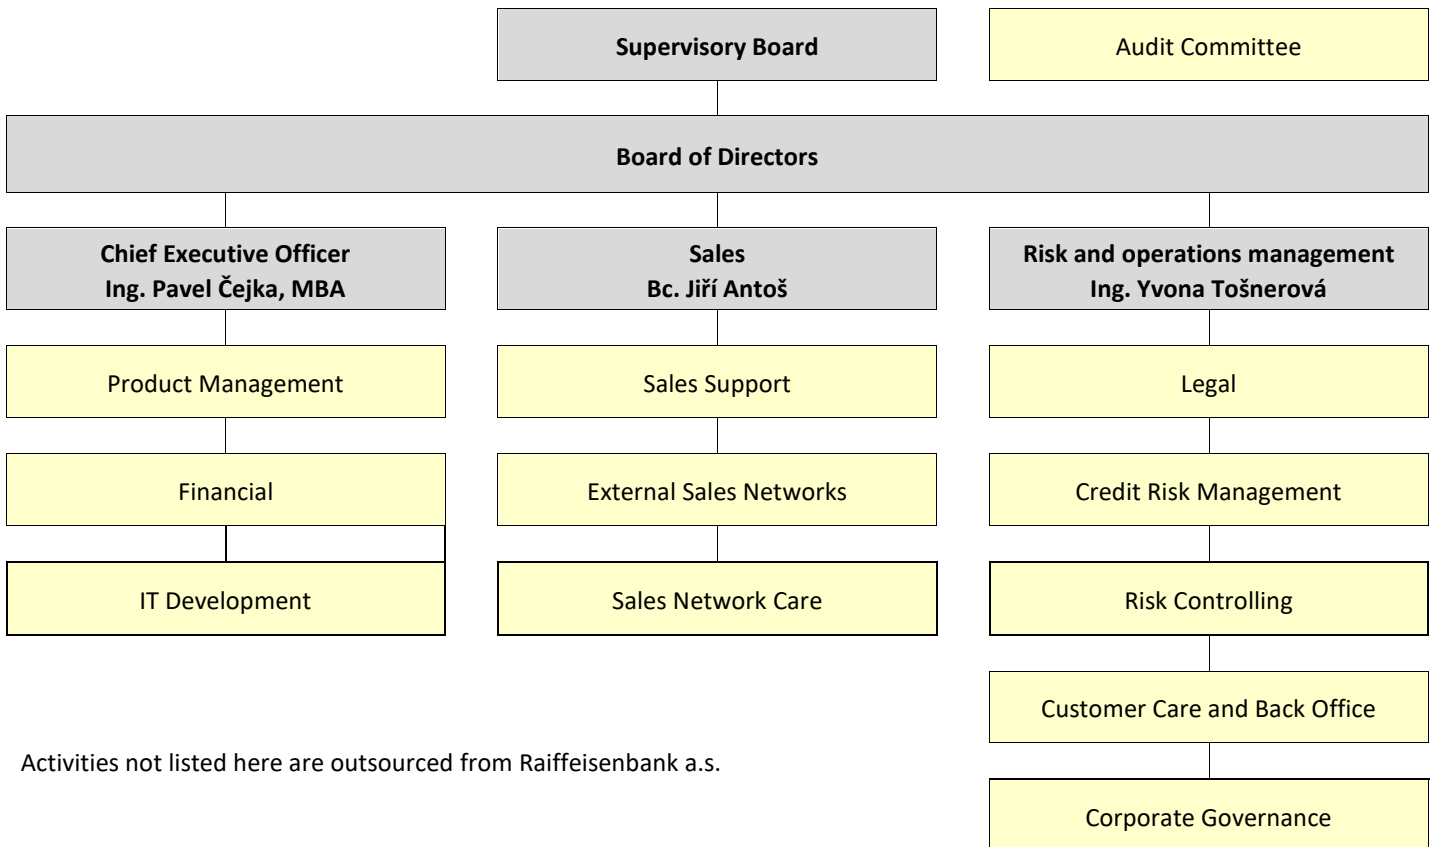 Supervisory Board
Audit Committee
Board of Directors
Chief Executive Officer
Ing. Pavel Čejka, MBA
Sales
Bc. Jiří Antoš
Risk and operations management
Ing. Yvona Tošnerová
Product Management
Sales Support
Legal
Financial
External Sales Networks
Credit Risk Management
IT Development
Sales Network Care
Risk Controlling
Customer Care and Back Office
Activities not listed here are outsourced from Raiffeisenbank a.s.
Corporate Governance